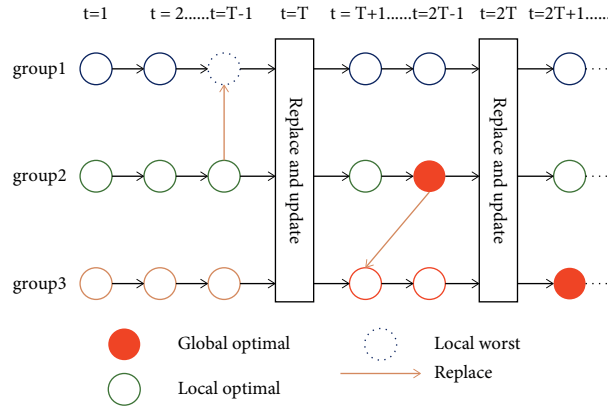 t=1 t = 2......t=T-1 t=T t = T+1......t=2T-1 t=2T t=2T+1......
group1
Replace and update
Replace and update
group2
group3
Global optimal
Local worst
Local optimal
Replace